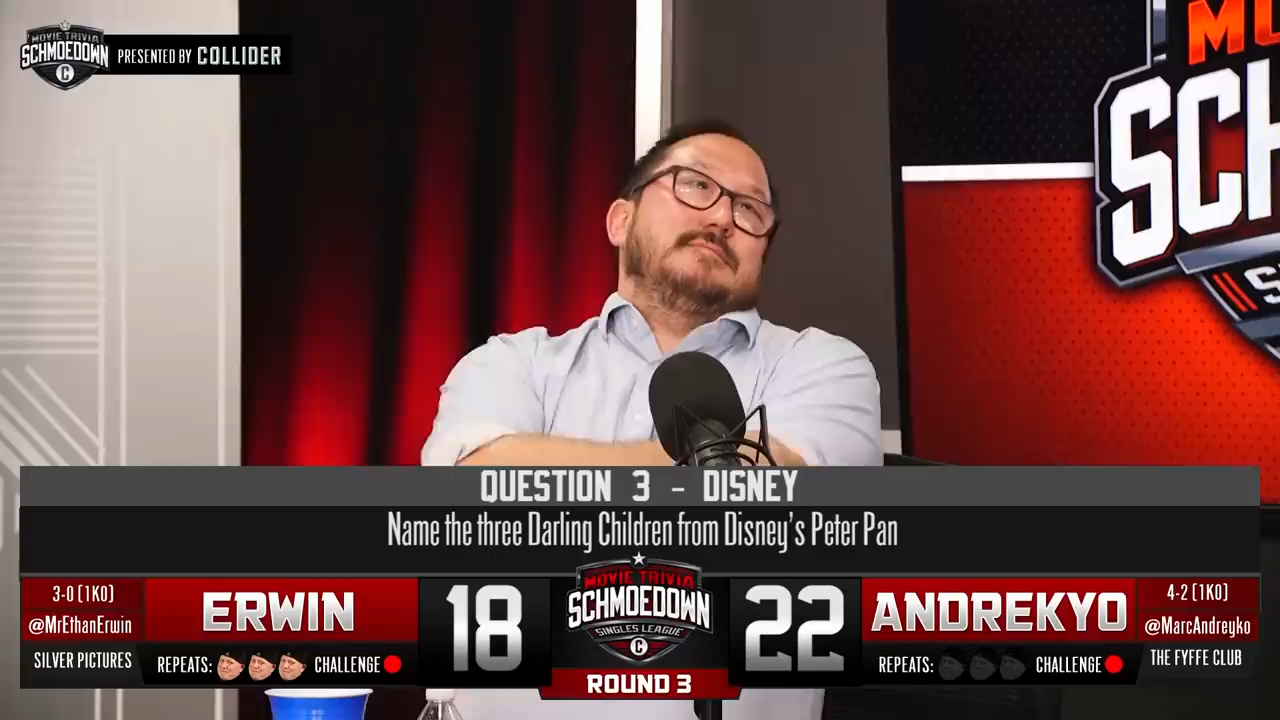 MOVIE TRIVIA
SCHMOEDOWN
C
PRESENTED BY COLLIDER
MO
SCH
S
QUESTION 3 - DISNEY
Name the three Darling Children from Disney's Peter Pan
3-0 (1KO)
@MrEthanErwin
SILVER PICTURES
ERWIN
REPEATS:
CHALLENGE
18
MOVIE TRIVIA
SCHMOEDOWN
SINGLES LEAGUE
C
ROUND 3
22
ANDREKYO
REPEATS:
CHALLENGE
4-2 (1KO)
@MarcAndreyko
THE FYFFE CLUB